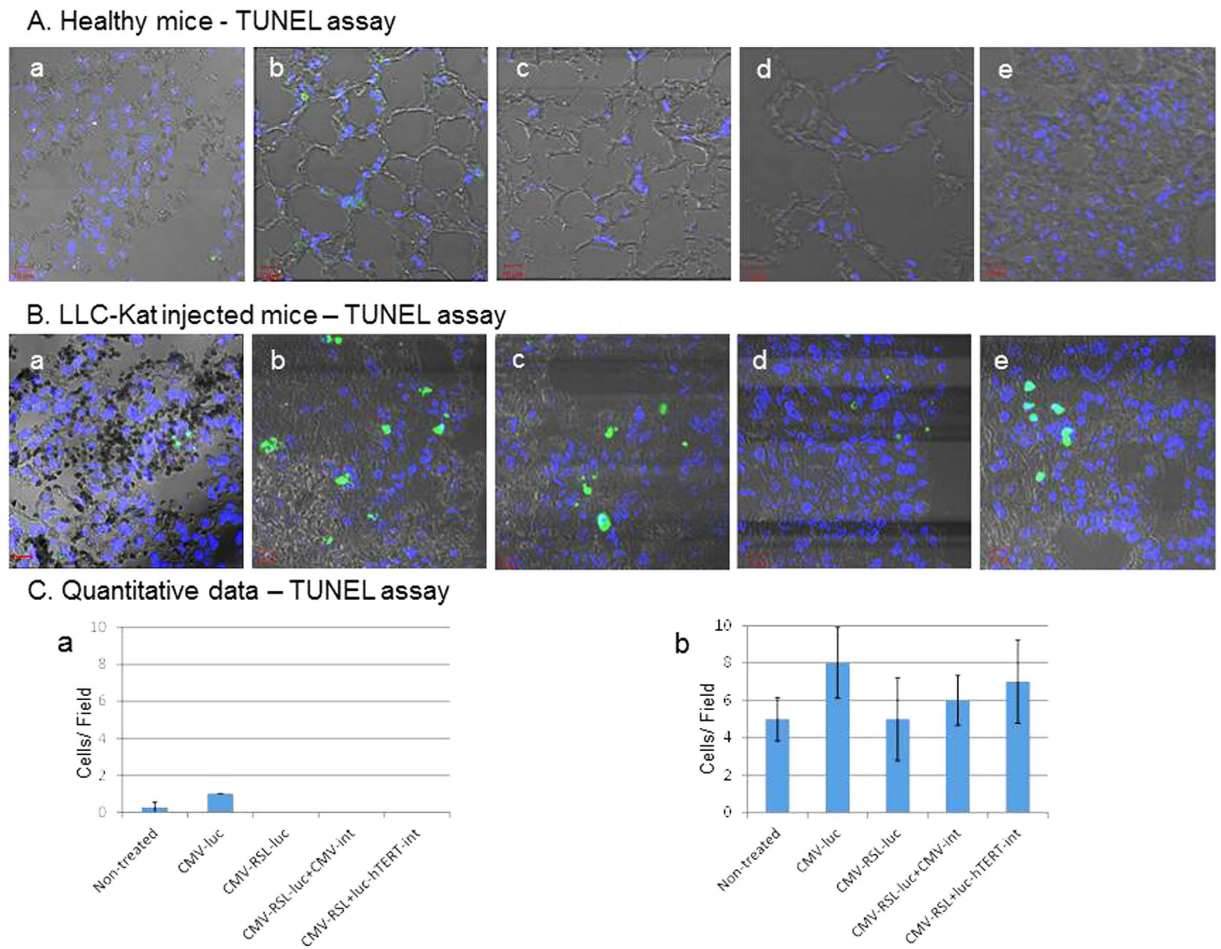 A. Healthy mice - TUNEL assay
a b c d e
B. LLC-Kat injected mice – TUNEL assay
a b c d e
C. Quantitative data – TUNEL assay
a
10
8
6
4
2
0
Cells/ Field
Non-treated
CMV-luc
CMV-RSL-luc
CMV-RSL-luc+CMV-int
CMV-RSL+luc-hTERT-int
b
10
8
6
4
2
0
Cells/ Field
Non-treated
CMV-luc
CMV-RSL-luc
CMV-RSL-luc+CMV-int
CMV-RSL+luc-hTERT-int